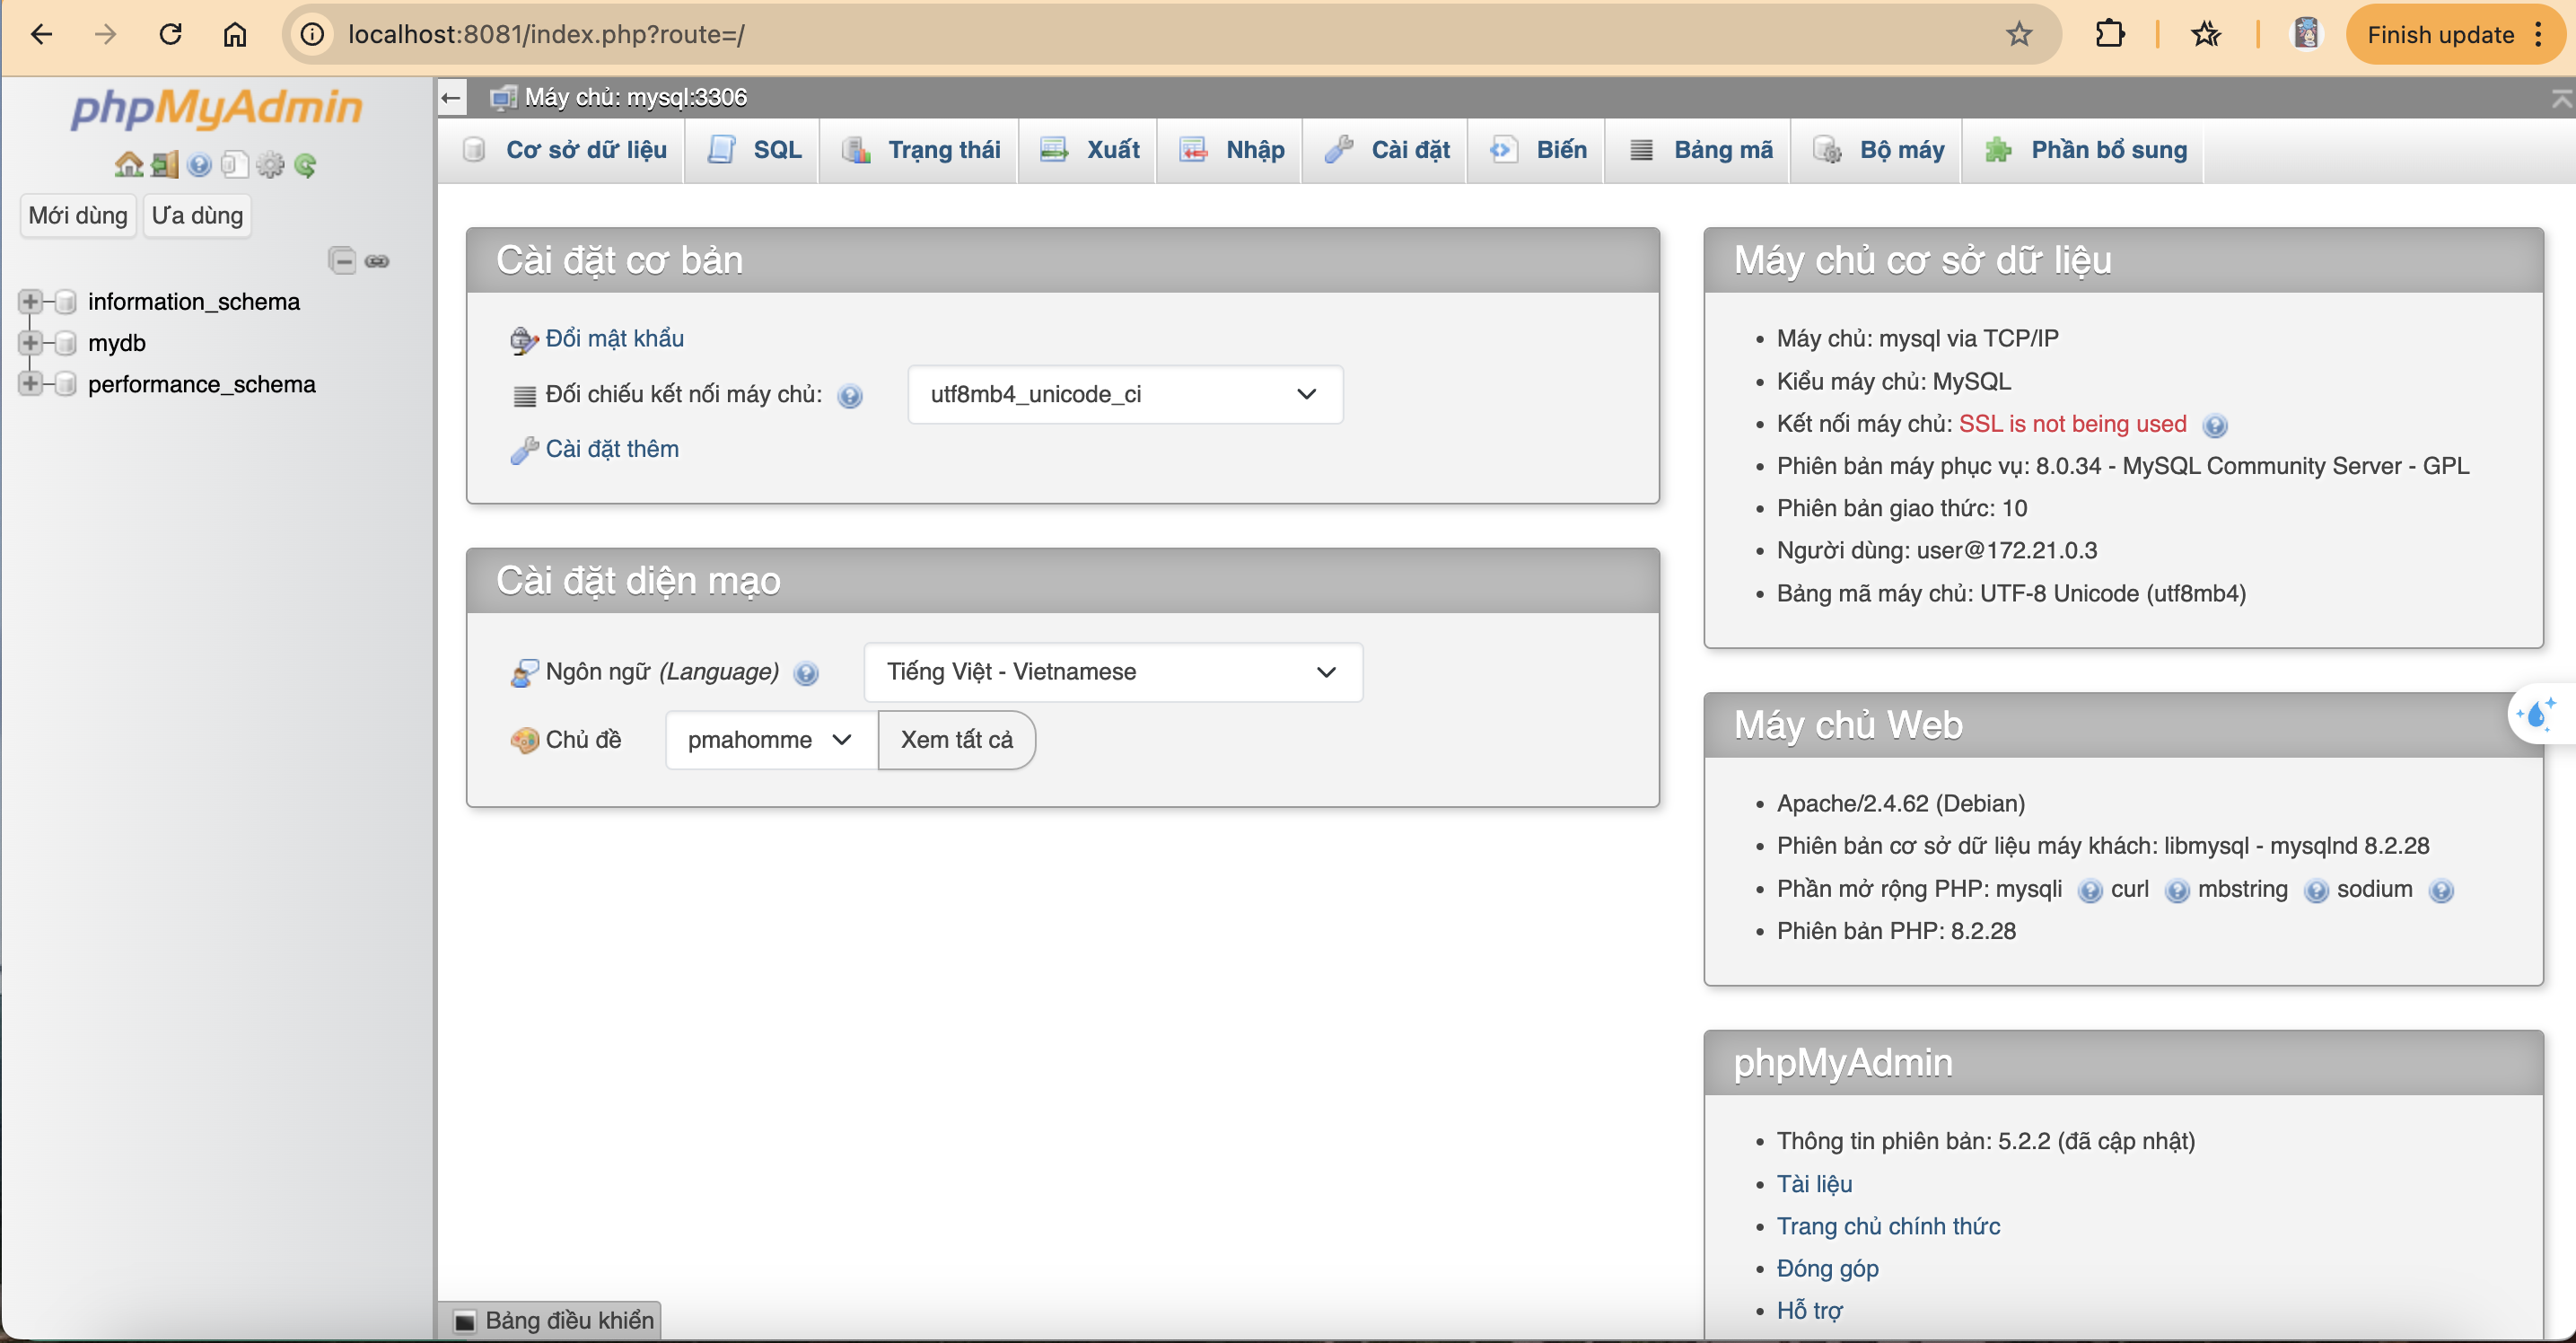 localhost:8081/index.php?route=/
Finish update
phpMyAdmin
Mới dùng
Ưa dùng
information_schema
mydb
performance_schema
Máy chủ: mysql:3306
Cơ sở dữ liệu
SQL
Trạng thái
Xuất
Nhập
Cài đặt
Biến
Bảng mã
Bộ máy
Phần bổ sung
Cài đặt cơ bản
Đổi mật khẩu
Đối chiếu kết nối máy chủ:
utf8mb4_unicode_ci
Cài đặt thêm
Cài đặt diện mạo
Ngôn ngữ (Language)
Tiếng Việt - Vietnamese
Chủ đề
pmahomme
Xem tất cả
Máy chủ cơ sở dữ liệu
Máy chủ: mysql via TCP/IP
Kiểu máy chủ: MySQL
Kết nối máy chủ: SSL is not being used
Phiên bản máy phục vụ: 8.0.34 - MySQL Community Server - GPL
Phiên bản giao thức: 10
Người dùng: user@172.21.0.3
Bảng mã máy chủ: UTF-8 Unicode (utf8mb4)
Máy chủ Web
Apache/2.4.62 (Debian)
Phiên bản cơ sở dữ liệu máy khách: libmysql - mysqlnd 8.2.28
Phần mở rộng PHP: mysqli curl mbstring sodium
Phiên bản PHP: 8.2.28
phpMyAdmin
Thông tin phiên bản: 5.2.2 (đã cập nhật)
Tài liệu
Trang chủ chính thức
Đóng góp
Hỗ trợ
Bảng điều khiển